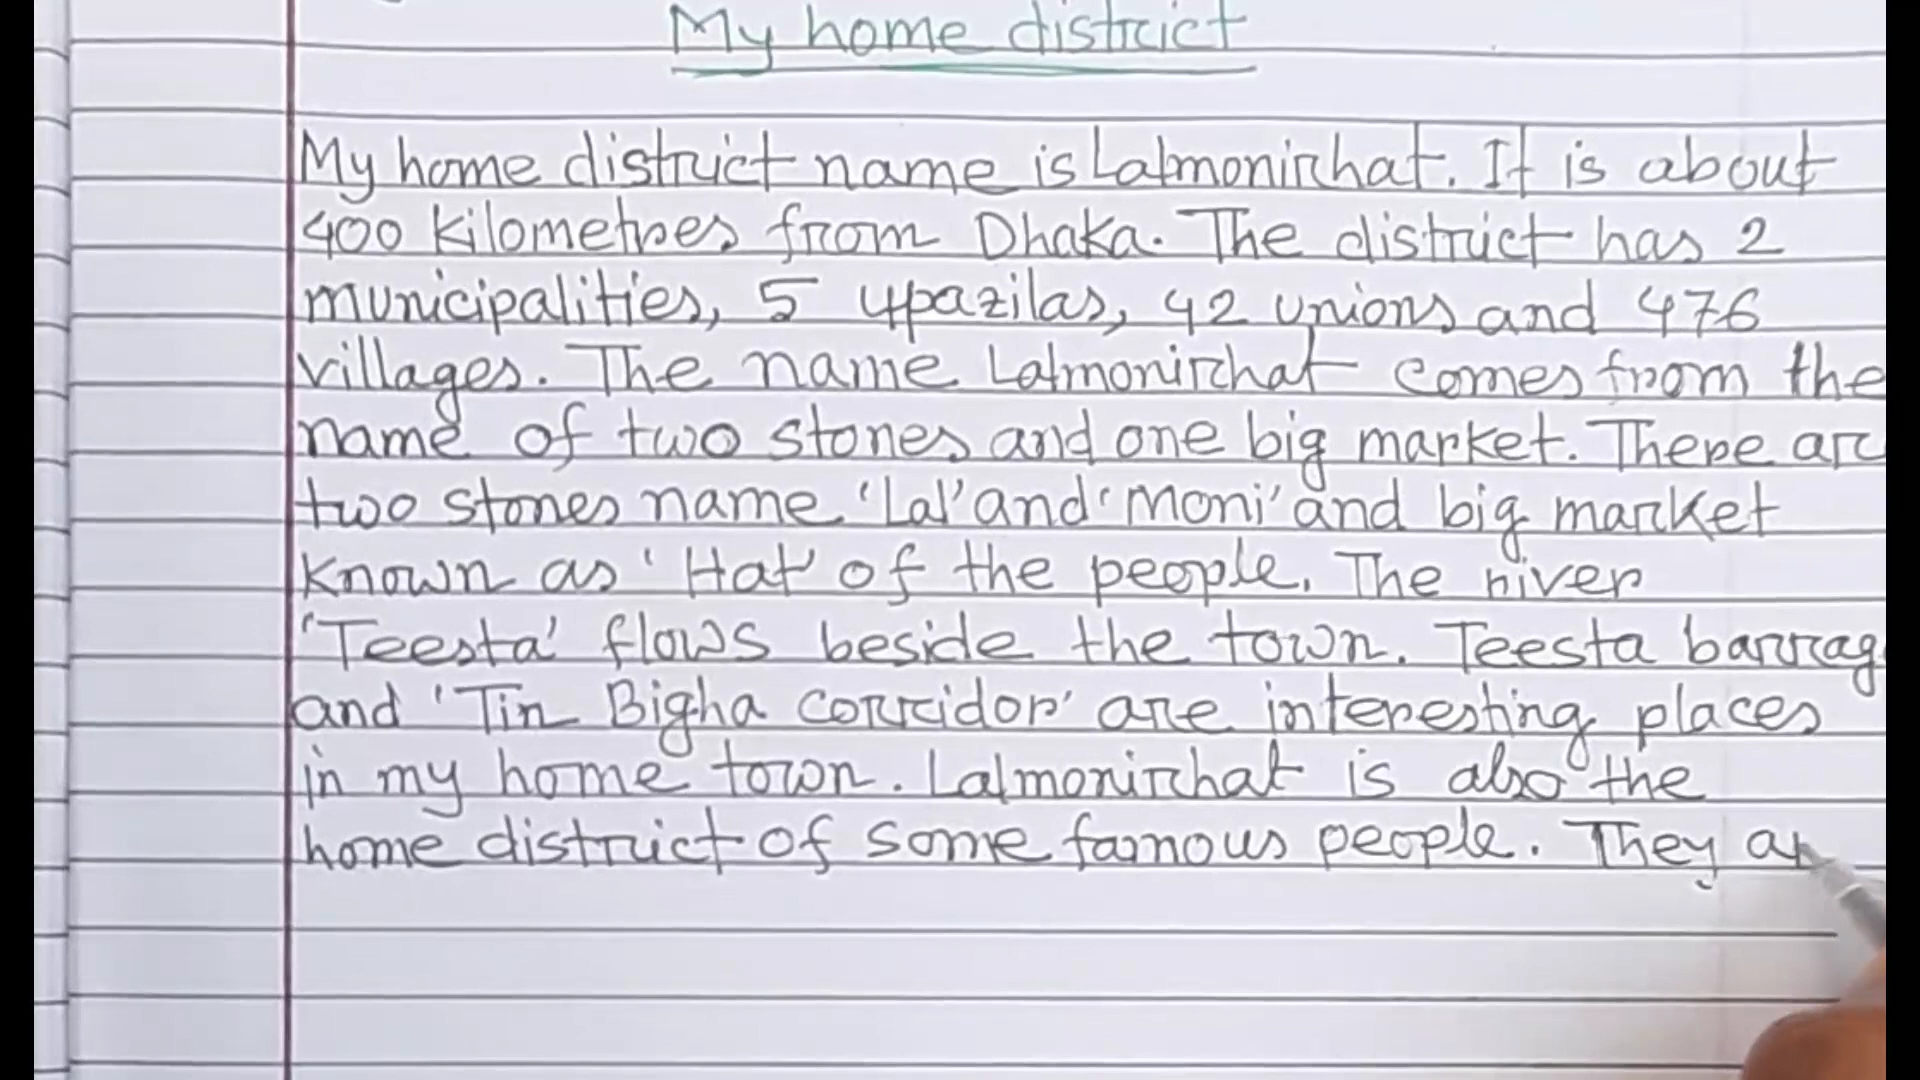 My home district
My home district name is Lalmonirhat. It is about
400 kilometres from Dhaka. The district has 2
municipalities, 5 upazilas, 42 unions and 476
villages. The name Lalmonirhat comes from the
name of two stones and one big market. There are
two stones name 'Lal' and 'Moni' and big market
known as 'Hat' of the people. The river
'Teesta' flows beside the town. Teesta barrag
and 'Tin Bigha corridor' are interesting places
in my home town. Lalmonirhat is also the
home district of some famous people. They ar